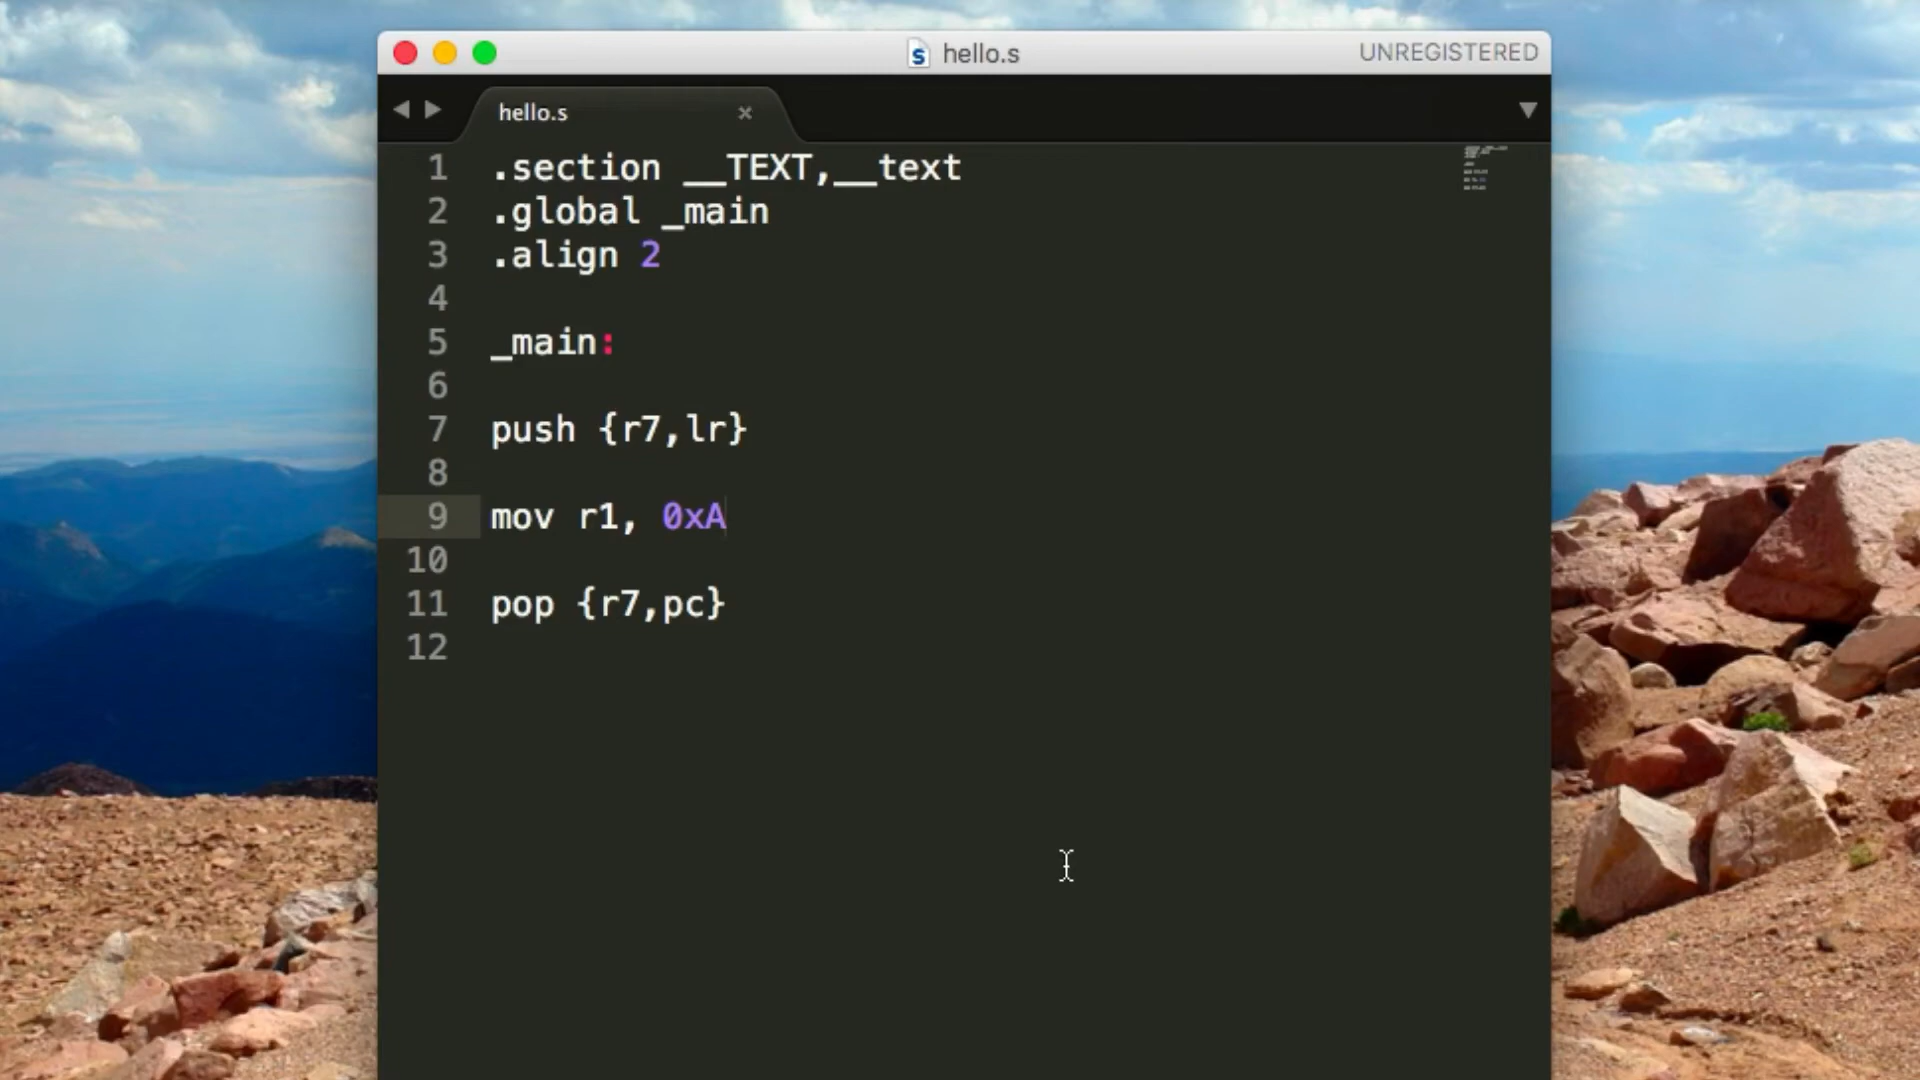 hello.s
UNREGISTERED
hello.s
1 .section __TEXT,__text
2 .global _main
3 .align 2
4
5 _main:
6
7 push {r7,lr}
8
9 mov r1, 0xA
10
11 pop {r7,pc}
12